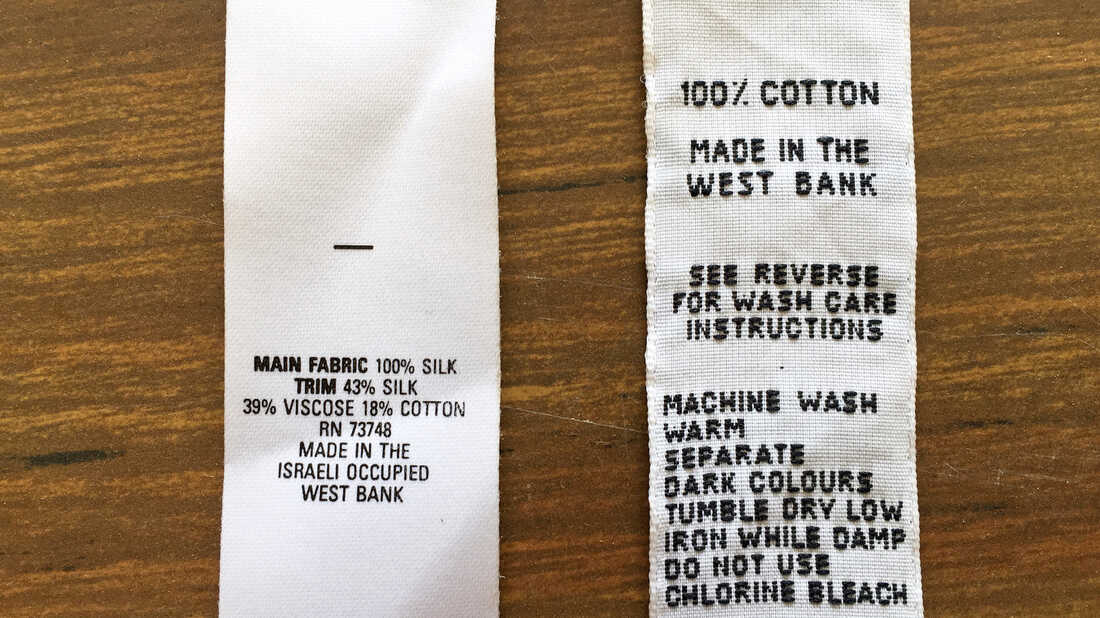 MAIN FABRIC 100% SILK
TRIM 43% SILK
39% VISCOSE 18% COTTON
RN 73748
MADE IN THE
ISRAELI OCCUPIED
WEST BANK
100% COTTON
MADE IN THE
WEST BANK
SEE REVERSE
FOR WASH CARE
INSTRUCTIONS
MACHINE WASH
WARM
SEPARATE
DARK COLOURS
TUMBLE DRY LOW
IRON WHILE DAMP
DO NOT USE
CHLORINE BLEACH